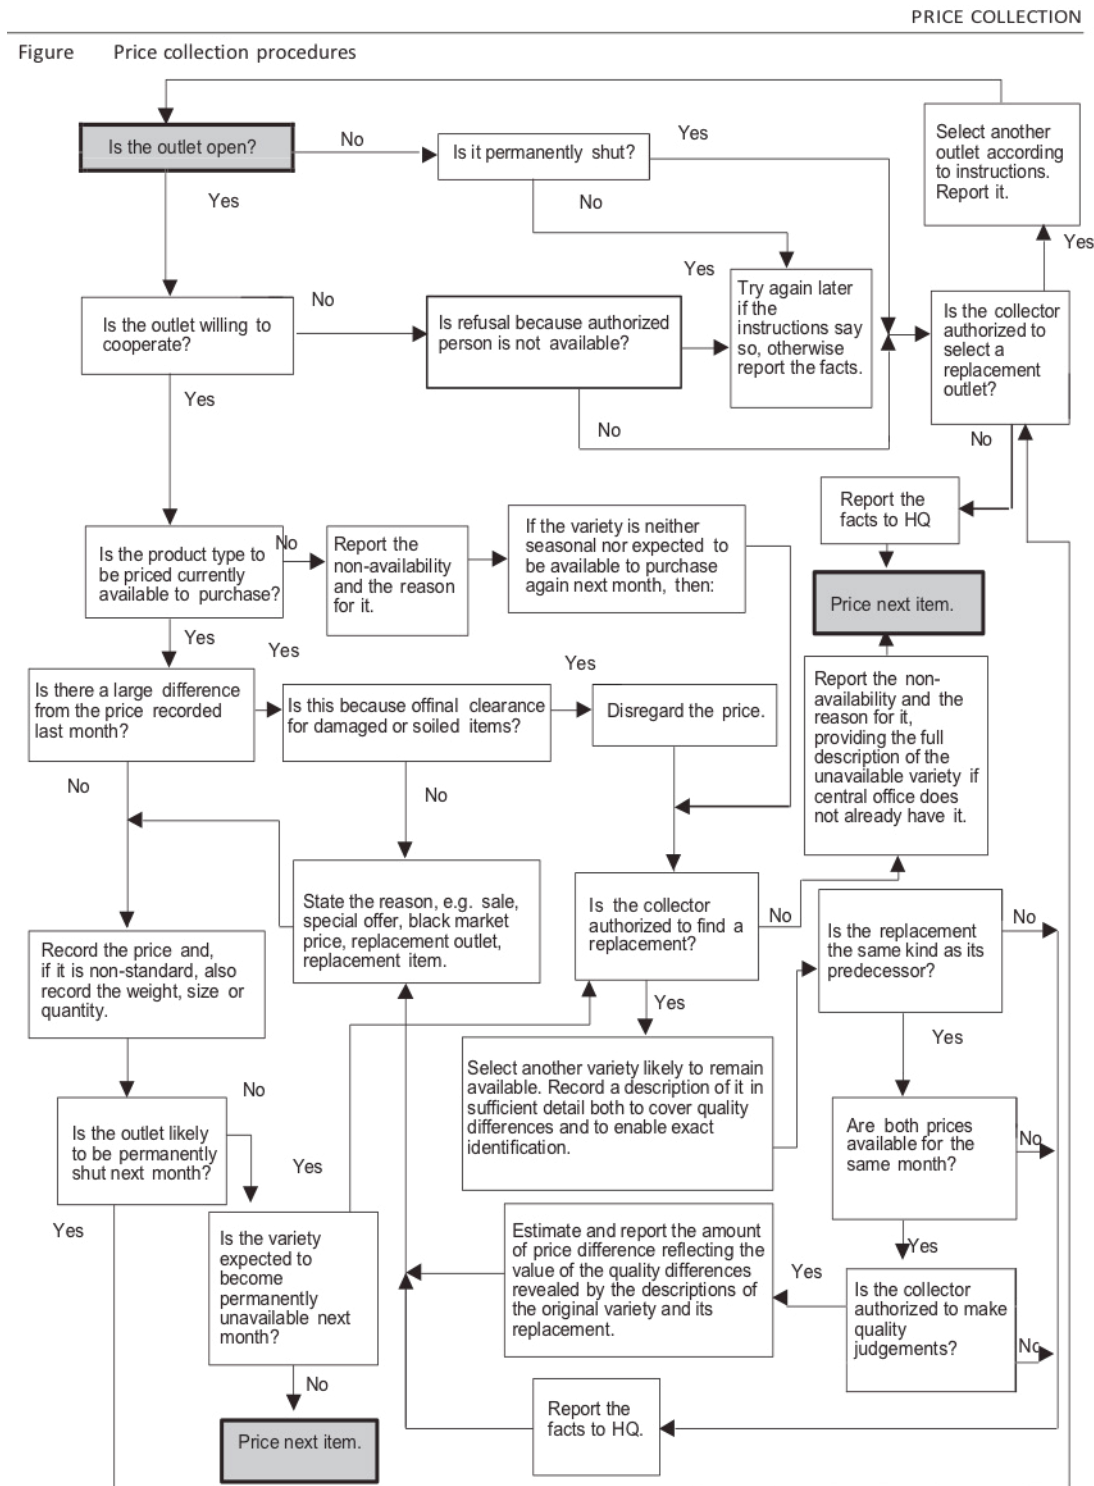 PRICE COLLECTION
Figure Price collection procedures
Is the outlet open?
No
Is it permanently shut?
Yes
Select another
outlet according
to instructions.
Report it.
Yes
No
Yes
Is the outlet willing to
cooperate?
No
Is refusal because authorized
person is not available?
Yes
Try again later
if the
instructions say
so, otherwise
report the facts.
Is the collector
authorized to
select a
replacement
outlet?
Yes
No
No
Report the
facts to HQ
Is the product type to
be priced currently
available to purchase?
No
Report the
non-availability
and the reason
for it.
If the variety is neither
seasonal nor expected to
be available to purchase
again next month, then:
Price next item.
Yes
Yes
Yes
Is there a large difference
from the price recorded
last month?
Is this because offinal clearance
for damaged or soiled items?
Disregard the price.
Report the non-
availability and the
reason for it,
providing the full
description of the
unavailable variety if
central office does
not already have it.
No
No
State the reason, e.g. sale,
special offer, black market
price, replacement outlet,
replacement item.
Is the collector
authorized to find a
replacement?
No
Is the replacement
the same kind as its
predecessor?
No
Record the price and,
if it is non-standard, also
record the weight, size or
quantity.
Yes
Yes
Select another variety likely to remain
available. Record a description of it in
sufficient detail both to cover quality
differences and to enable exact
identification.
No
Is the outlet likely
to be permanently
shut next month?
Are both prices
available for the
same month?
No
Yes
Yes
Is the variety
expected to
become
permanently
unavailable next
month?
Estimate and report the amount
of price difference reflecting the
value of the quality differences
revealed by the descriptions of
the original variety and its
replacement.
Yes
Yes
Is the collector
authorized to make
quality
judgements?
No
No
Report the
facts to HQ.
Price next item.